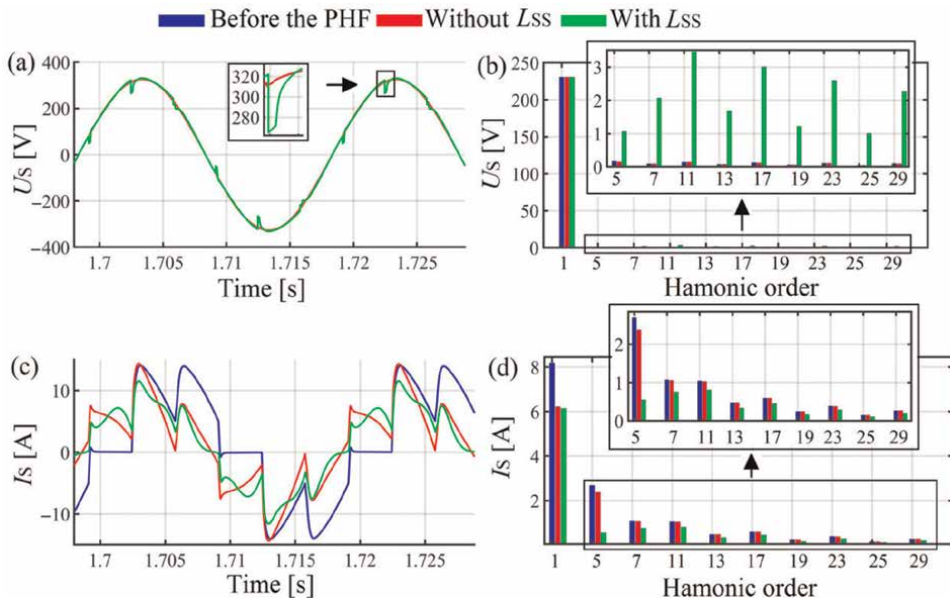 Before the PHF Without Lss With Lss
(a)
400
200
0
−200
−400
Us [V]
320
300
280
1.7 1.705 1.71 1.715 1.72 1.725
Time [s]
(b)
250
200
150
100
50
0
Us [V]
3
2
1
0
5 7 11 13 17 19 23 25 29
1 5 7 11 13 17 19 23 25 29
Hamonic order
(c)
10
0
−10
Is [A]
1.7 1.705 1.71 1.715 1.72 1.725
Time [s]
(d)
8
6
4
2
Is [A]
2
1
0
5 7 11 13 17 19 23 25 29
1 5 7 11 13 17 19 23 25 29
Hamonic order